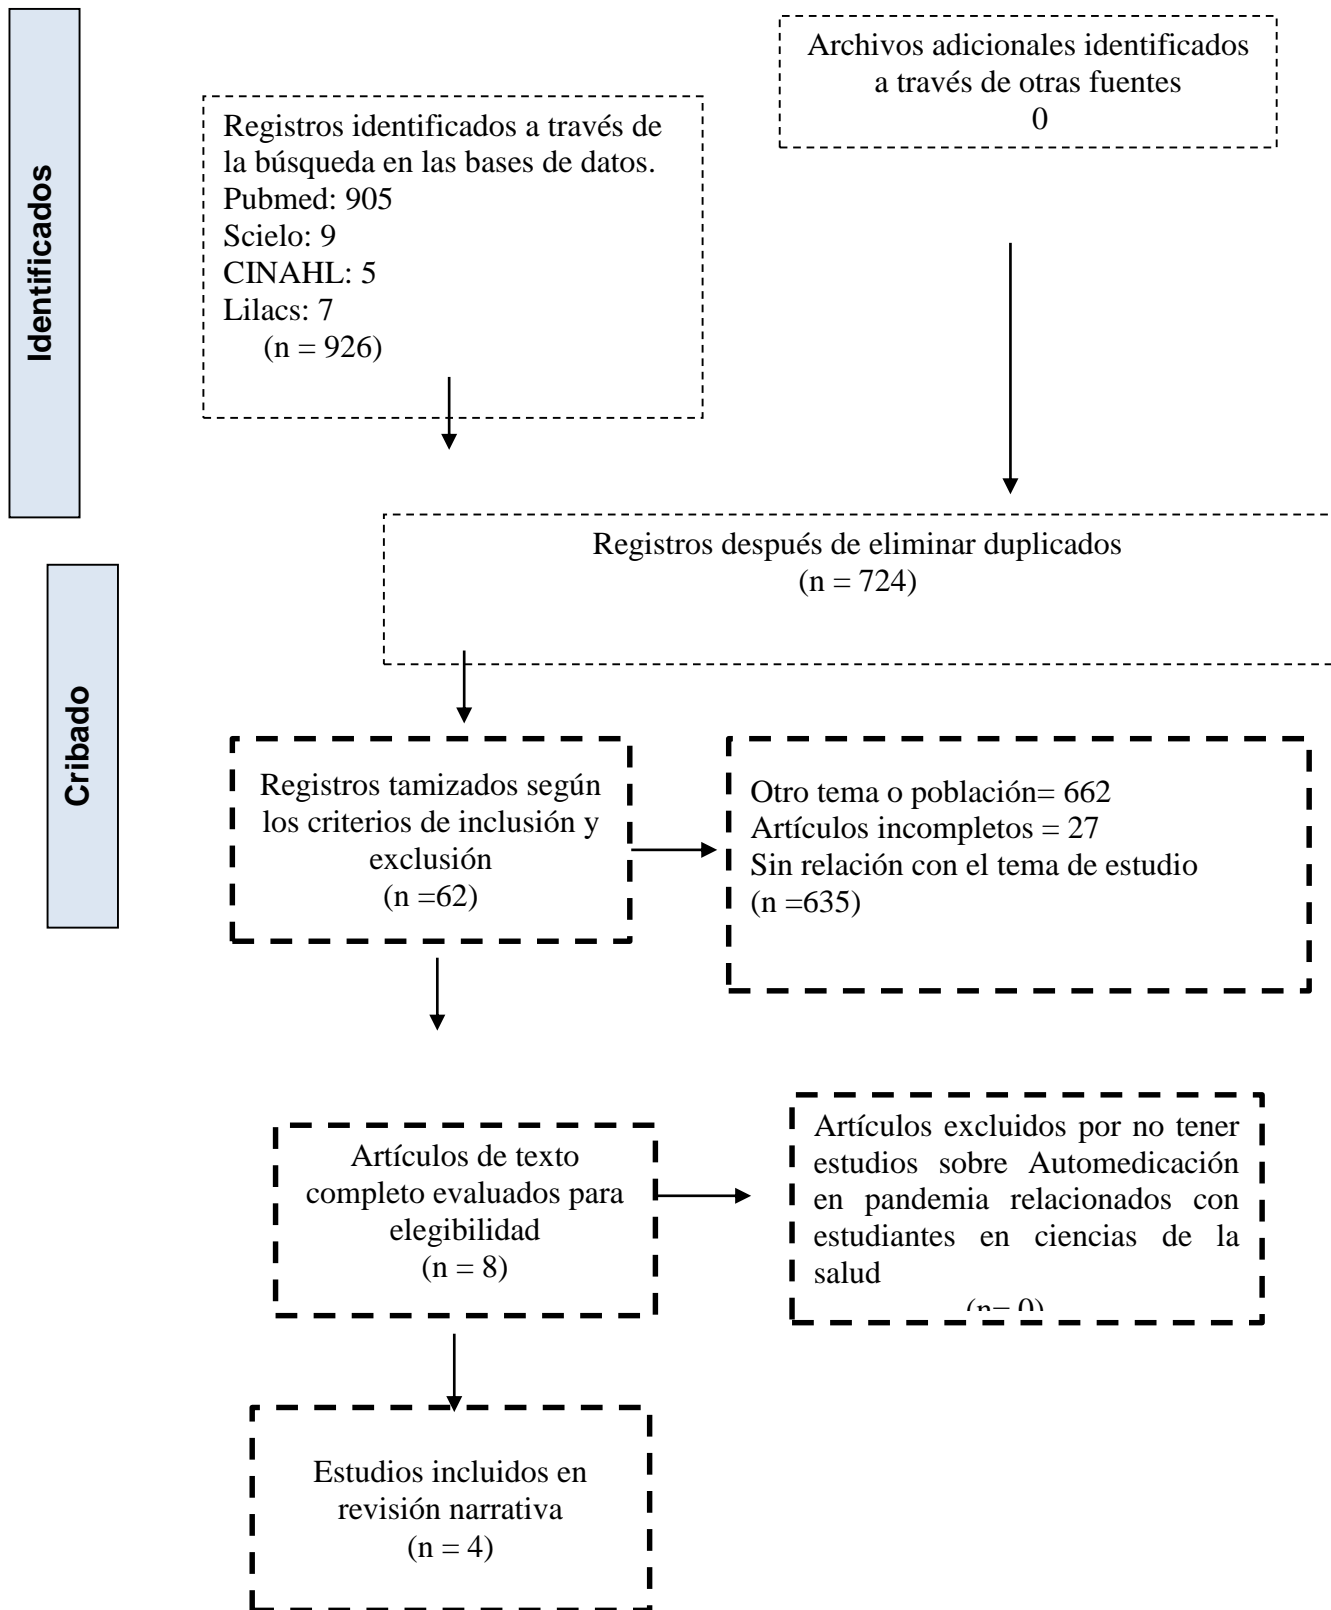 Identificados
Archivos adicionales identificados
a través de otras fuentes
0
Registros identificados a través de
la búsqueda en las bases de datos.
Pubmed: 905
Scielo: 9
CINAHL: 5
Lilacs: 7
(n = 926)
Registros después de eliminar duplicados
(n = 724)
Cribado
Registros tamizados según
los criterios de inclusión y
exclusión
(n =62)
Otro tema o población= 662
Artículos incompletos = 27
Sin relación con el tema de estudio
(n =635)
Artículos de texto
completo evaluados para
elegibilidad
(n = 8)
Artículos excluidos por no tener
estudios sobre Automedicación
en pandemia relacionados con
estudiantes en ciencias de la
salud
(n= 0)
Estudios incluidos en
revisión narrativa
(n = 4)